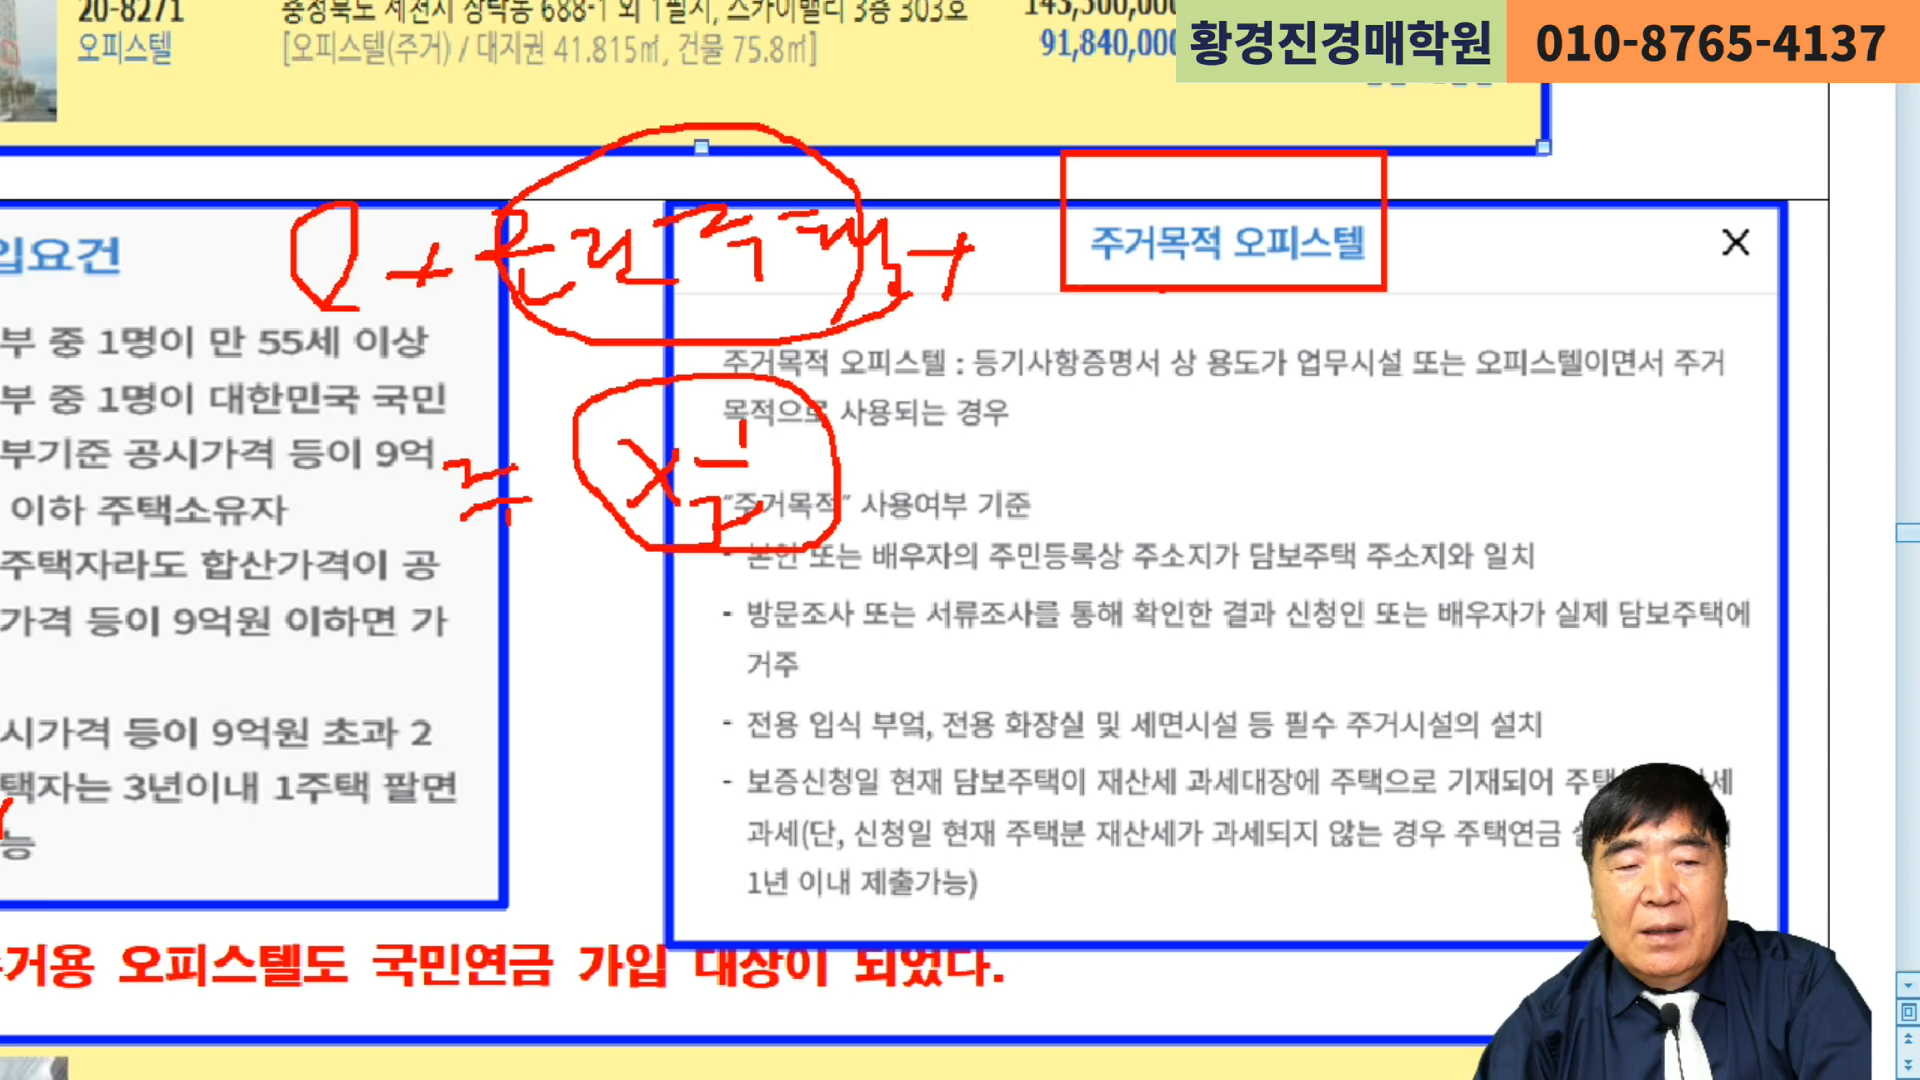 20-8271
충청북도 제천시 장락동 688-1 외 1필지, 스카이밸리 3층 303호
오피스텔
[오피스텔(주거) / 대지권 41.815㎡, 건물 75.8㎡]
91,840,000
황경진경매학원
010-8765-4137
입요건
부 중 1명이 만 55세 이상
부 중 1명이 대한민국 국민
부기준 공시가격 등이 9억
이하 주택소유자
주택자라도 합산가격이 공
가격 등이 9억원 이하면 가
시가격 등이 9억원 초과 2
택자는 3년이내 1주택 팔면
능
주거목적 오피스텔
주거목적 오피스텔 : 등기사항증명서 상 용도가 업무시설 또는 오피스텔이면서 주거
목적으로 사용되는 경우
"주거목적" 사용여부 기준
- 본인 또는 배우자의 주민등록상 주소지가 담보주택 주소지와 일치
- 방문조사 또는 서류조사를 통해 확인한 결과 신청인 또는 배우자가 실제 담보주택에
거주
- 전용 입식 부엌, 전용 화장실 및 세면시설 등 필수 주거시설의 설치
- 보증신청일 현재 담보주택이 재산세 과세대장에 주택으로 기재되어
과세(단, 신청일 현재 주택분 재산세가 과세되지 않는 경우 주택연금
1년 이내 제출가능)
거용 오피스텔도 국민연금 가입 대상이 되었다.